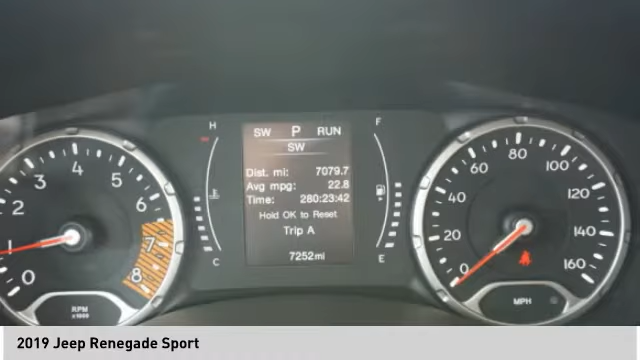 H
SW P RUN
SW
F
Dist. mi: 7079.7
Avg mpg: 22.8
Time: 280:23:42
Hold OK to Reset
Trip A
7252mi
C
E
0
1
2
3
4
5
6
7
8
RPM
x1000
0
20
40
60
80
100
120
140
160
MPH
2019 Jeep Renegade Sport